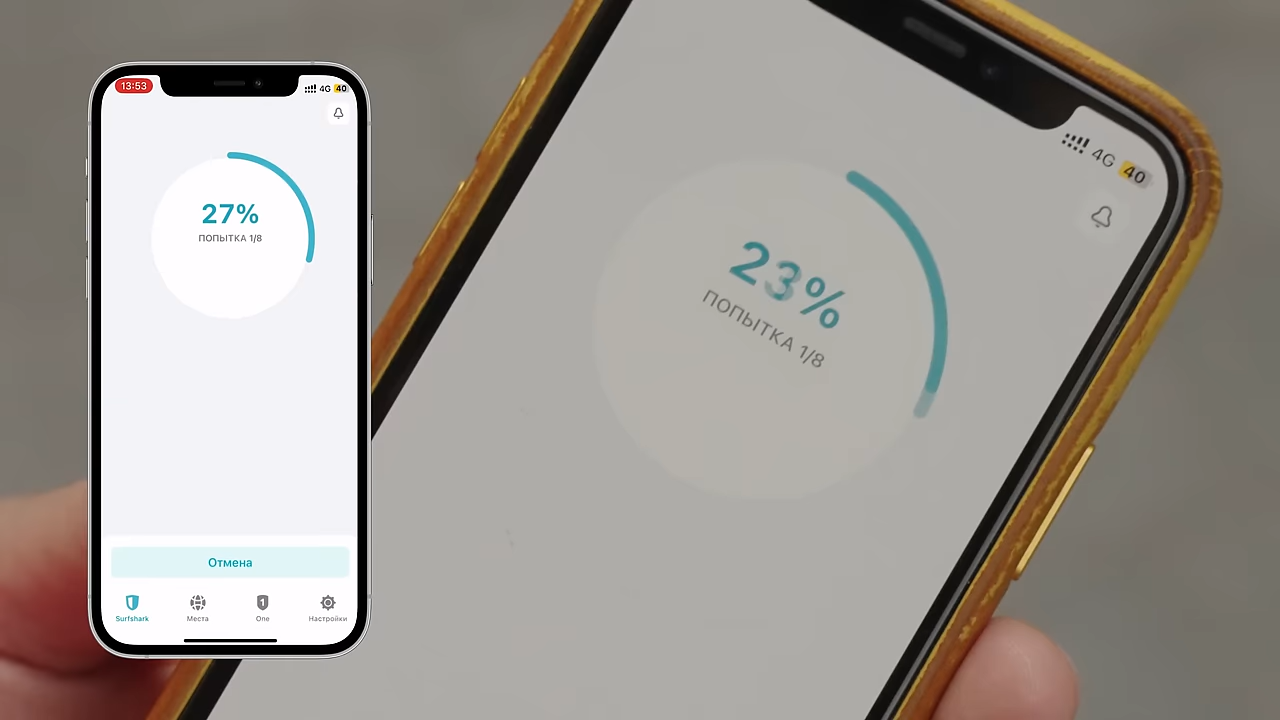 13:53
4G 40
27%
ПОПЫТКА 1/8
Отмена
Surfshark
Места
1
One
Настройки
4G 40
23%
ПОПЫТКА 1/8